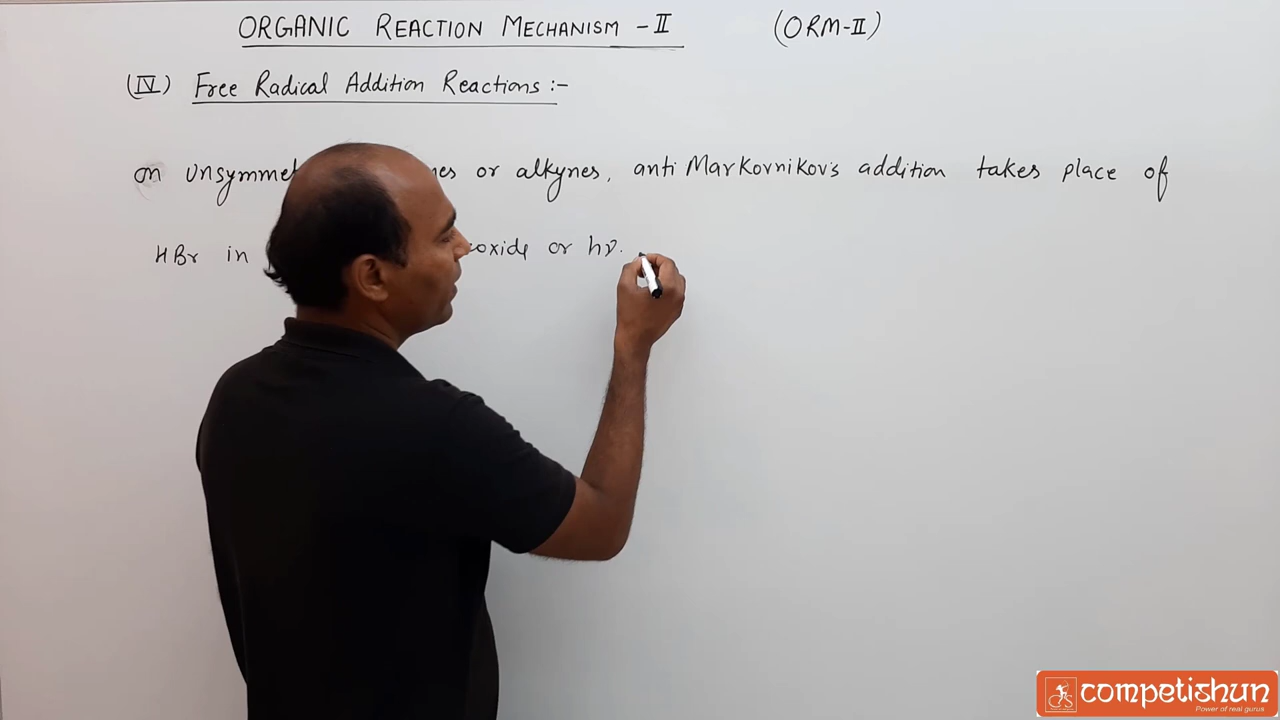 ORGANIC REACTION MECHANISM - II (ORM-II)
(IV) Free Radical Addition Reactions :-
on unsymmet nes or alkynes, anti Markovnikov's addition takes place of
HBr in oxide or hν.
competishun
Power of real gurus